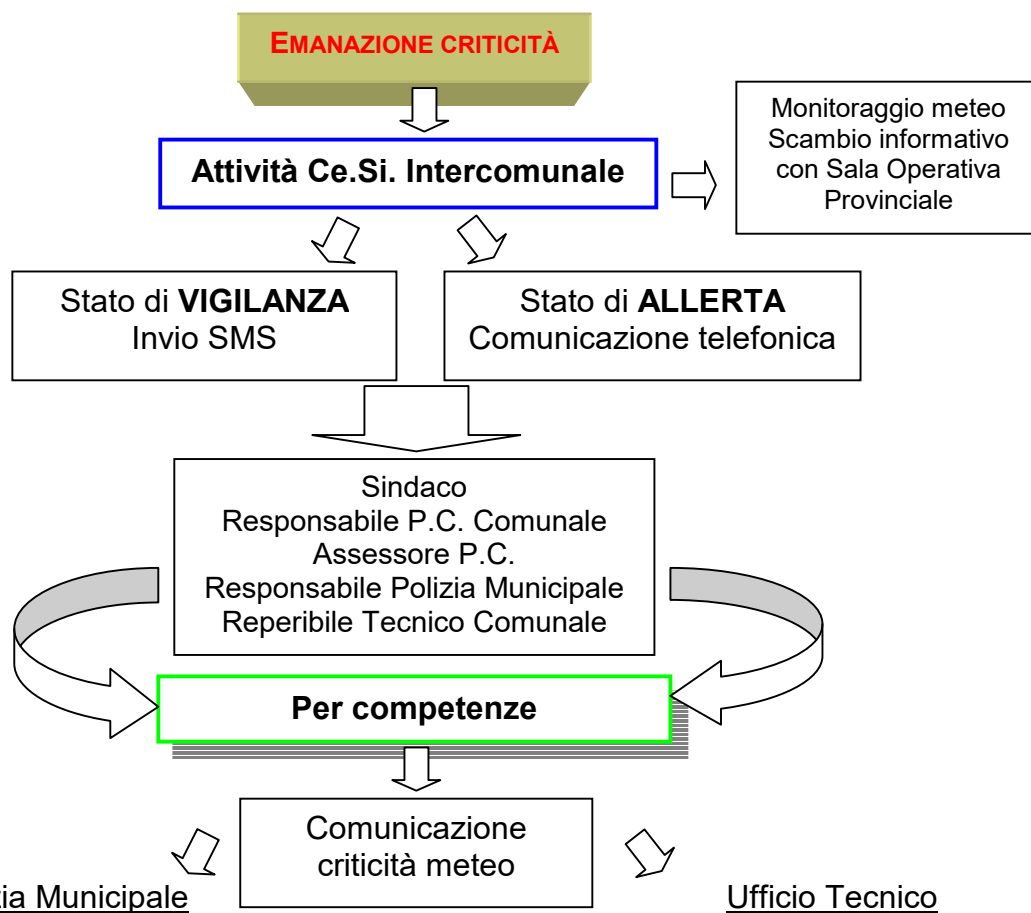 EMANAZIONE CRITICITÀ
Monitoraggio meteo
Scambio informativo
con Sala Operativa
Provinciale
Attività Ce.Si. Intercomunale
Stato di VIGILANZA
Invio SMS
Stato di ALLERTA
Comunicazione telefonica
Sindaco
Responsabile P.C. Comunale
Assessore P.C.
Responsabile Polizia Municipale
Reperibile Tecnico Comunale
Per competenze
Comunicazione
criticità meteo
zia Municipale
Ufficio Tecnico